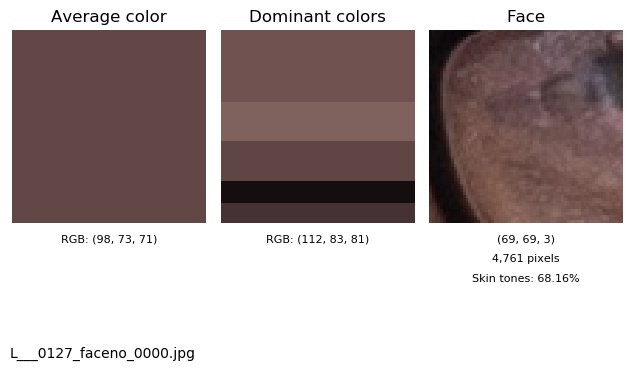 Average color
Dominant colors
Face
RGB: (98, 73, 71)
RGB: (112, 83, 81)
(69, 69, 3)
4,761 pixels
Skin tones: 68.16%
L___0127_faceno_0000.jpg